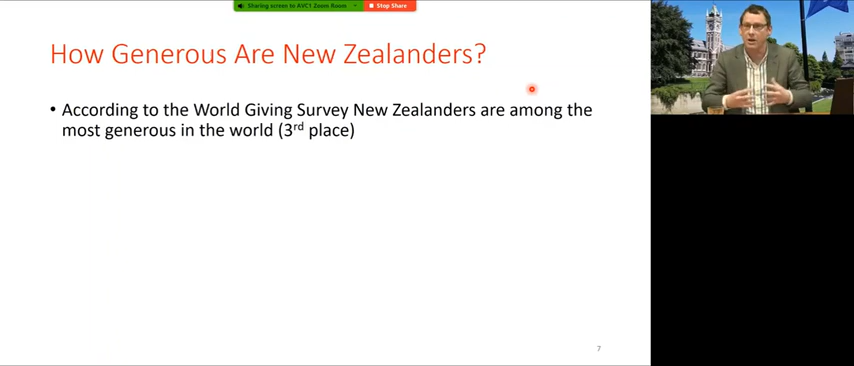 Sharing screen to AVC1 Zoom Room
Stop Share
How Generous Are New Zealanders?
• According to the World Giving Survey New Zealanders are among the
most generous in the world (3rd place)
7